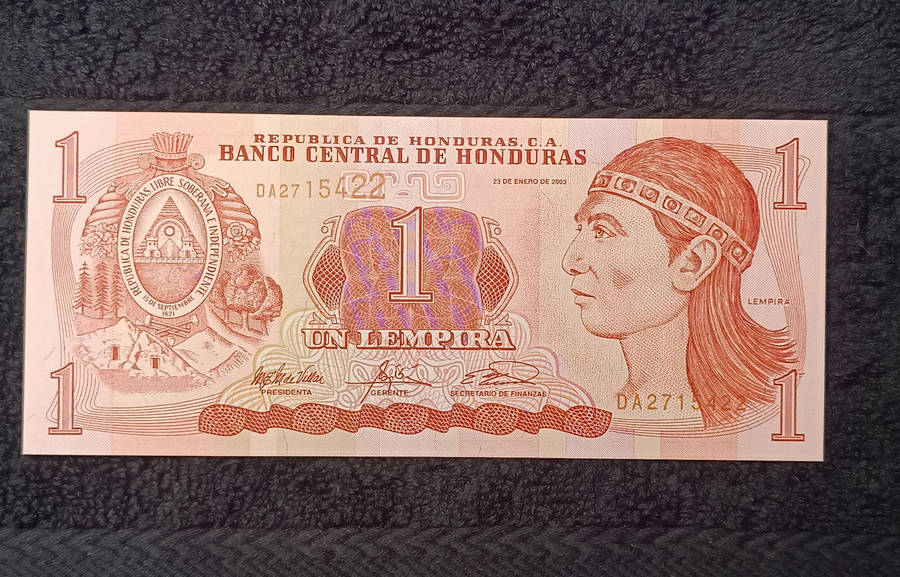 1
REPUBLICA DE HONDURAS, C.A.
BANCO CENTRAL DE HONDURAS
1
DA2715422
23 DE ENERO DE 2003
REPUBLICA DE HONDURAS, LIBRE, SOBERANA E INDEPENDIENTE
15 DE SEPTIEMBRE
1821
1
LEMPIRA
UN LEMPIRA
PRESIDENTA
GERENTE
SECRETARIO DE FINANZAS
DA2715422
1
1